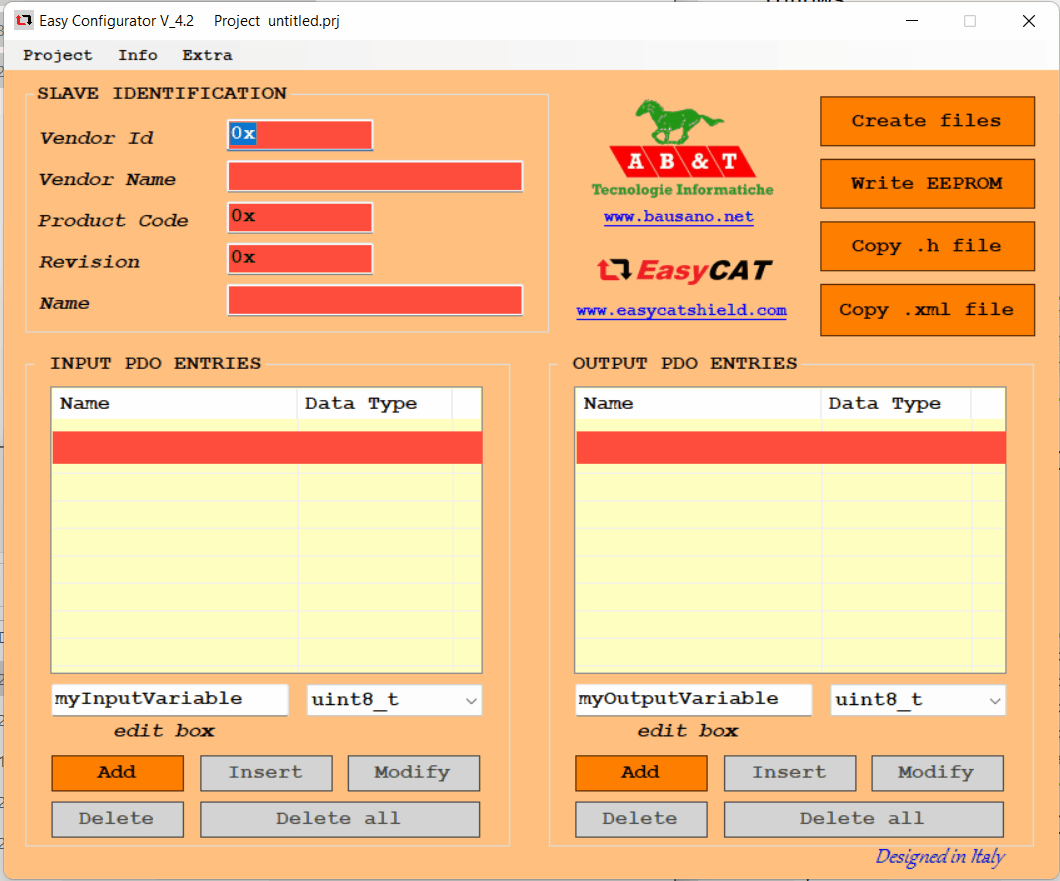 Easy Configurator V_4.2 Project untitled.prj
Project Info Extra
SLAVE IDENTIFICATION
Vendor Id 0x
Vendor Name
Product Code 0x
Revision 0x
Name
AB&T
Tecnologie Informatiche
www.bausano.net
EasyCAT
www.easycatshield.com
Create files
Write EEPROM
Copy .h file
Copy .xml file
INPUT PDO ENTRIES
Name Data Type
myInputVariable uint8_t
edit box
Add Insert Modify
Delete Delete all
OUTPUT PDO ENTRIES
Name Data Type
myOutputVariable uint8_t
edit box
Add Insert Modify
Delete Delete all
Designed in Italy